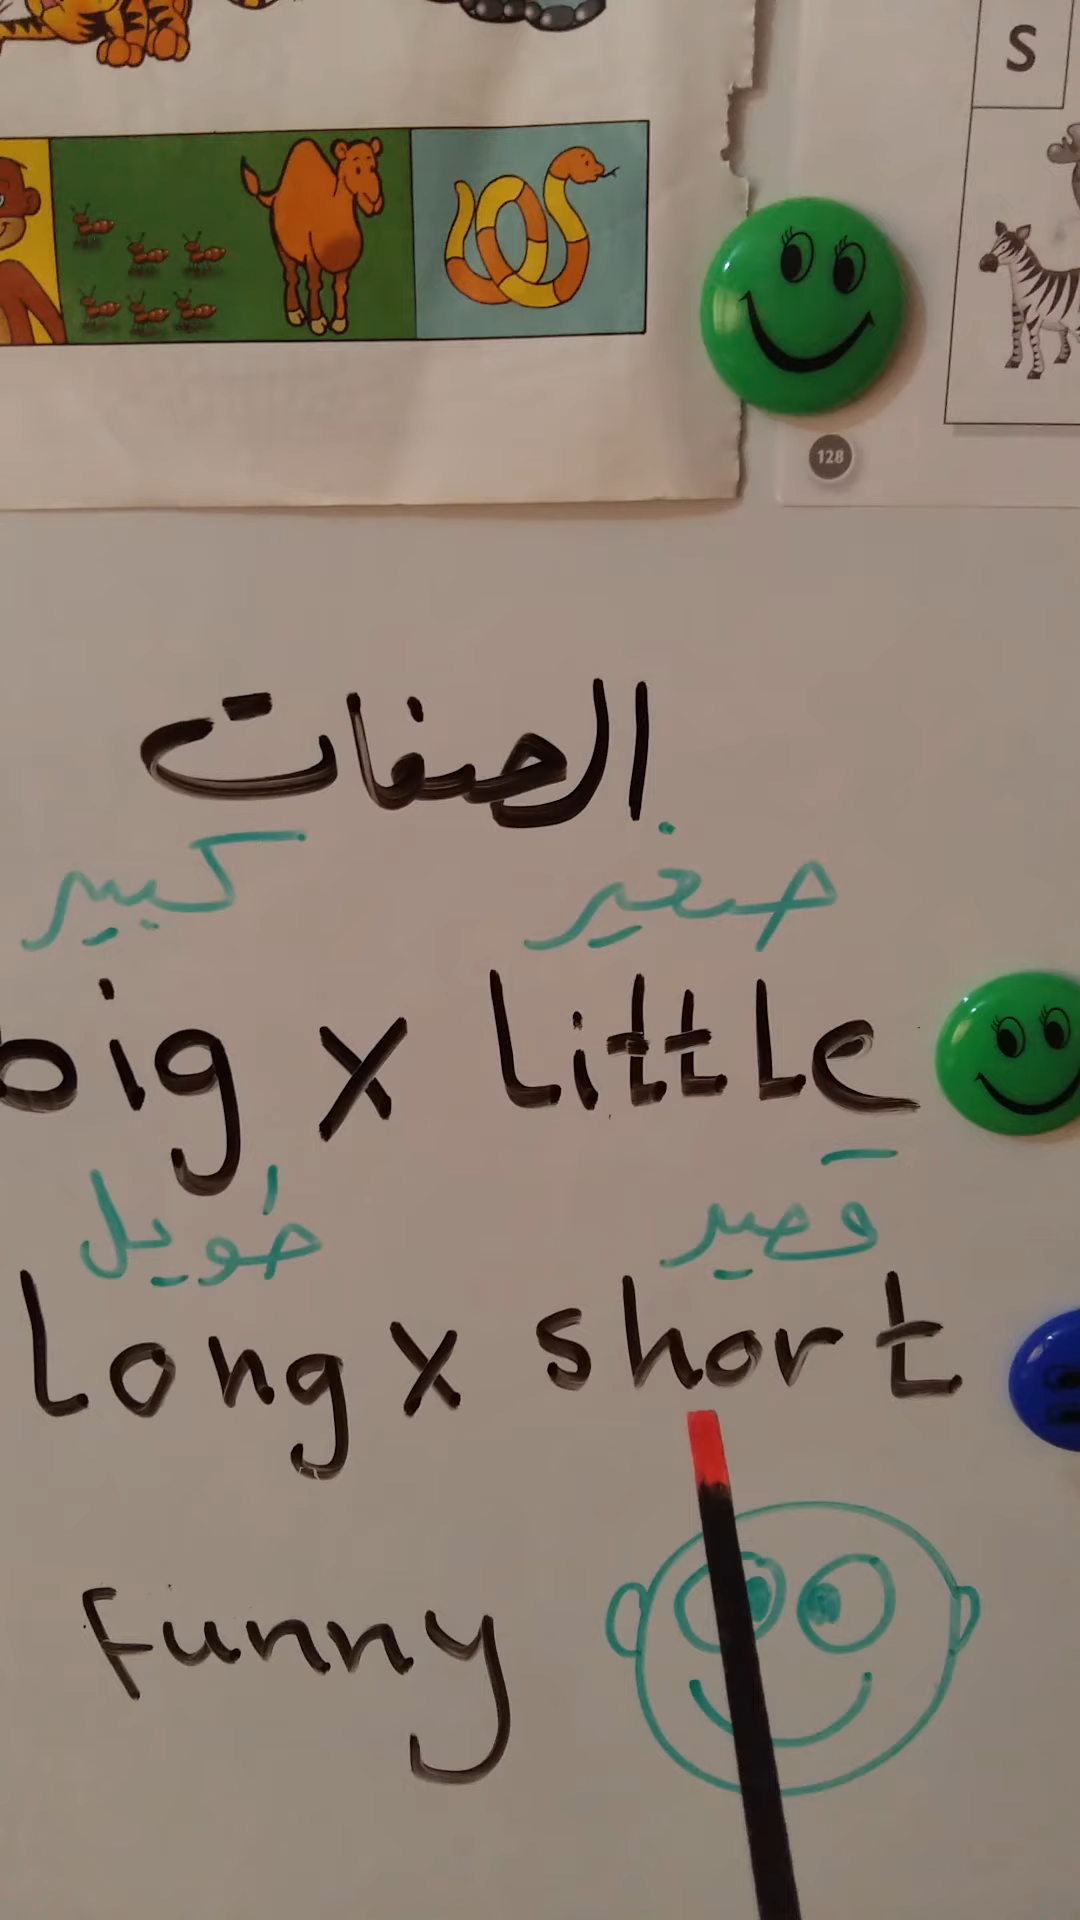 S
128
الصفات
صغير كبير
big x little
قصير طويل
Long x short
Funny